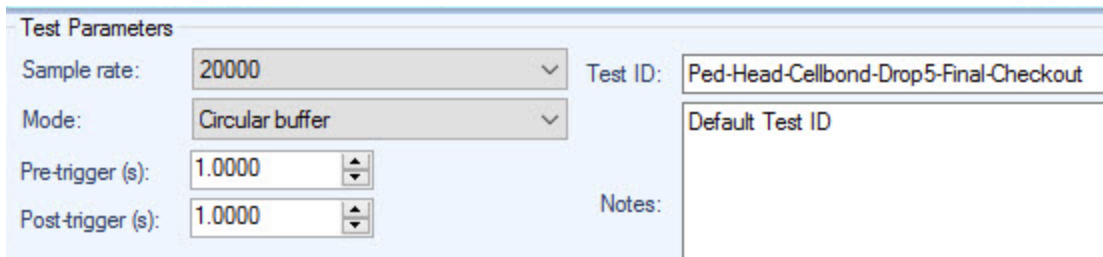 Test Parameters
Sample rate: 20000
Test ID: Ped-Head-Cellbond-Drop5-Final-Checkout
Mode: Circular buffer
Default Test ID
Pre-trigger (s): 1.0000
Post-trigger (s): 1.0000
Notes: